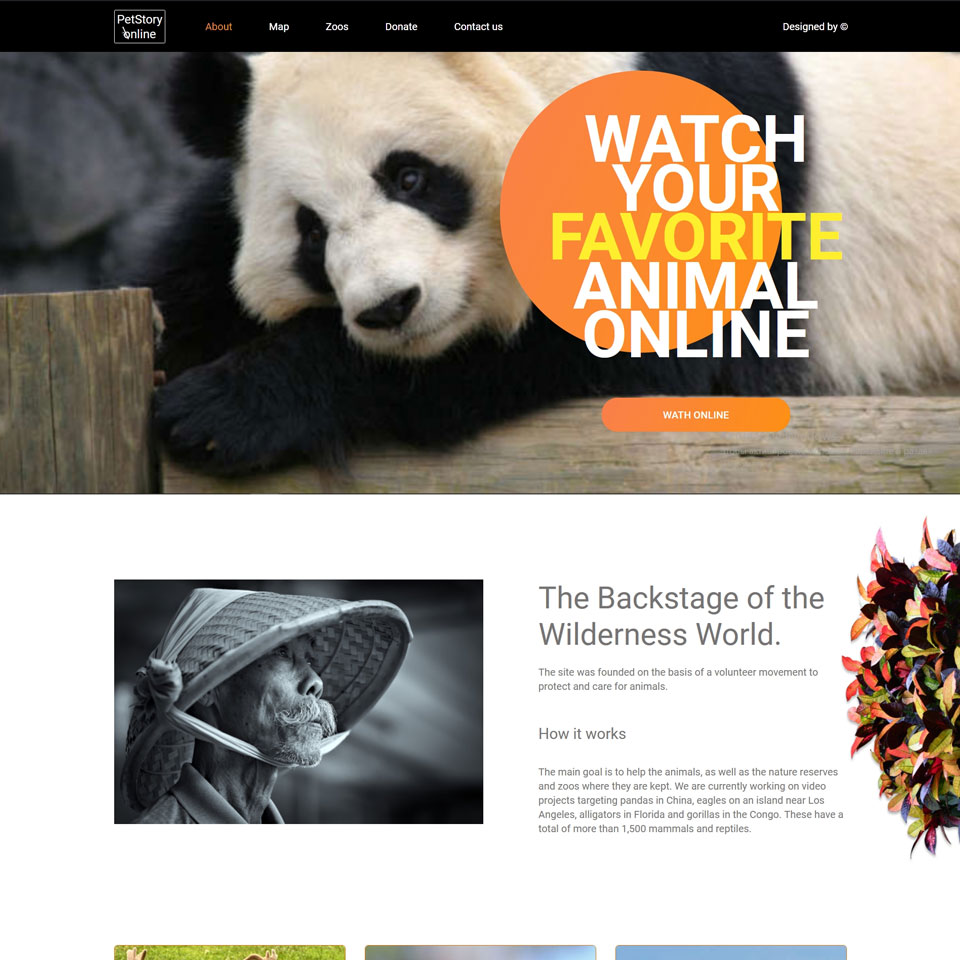 PetStory
online
About
Map
Zoos
Donate
Contact us
Designed by ©
WATCH
YOUR
FAVORITE
ANIMAL
ONLINE
WATH ONLINE
The Backstage of the
Wilderness World.
The site was founded on the basis of a volunteer movement to
protect and care for animals.
How it works
The main goal is to help the animals, as well as the nature reserves
and zoos where they are kept. We are currently working on video
projects targeting pandas in China, eagles on an island near Los
Angeles, alligators in Florida and gorillas in the Congo. These have a
total of more than 1,500 mammals and reptiles.